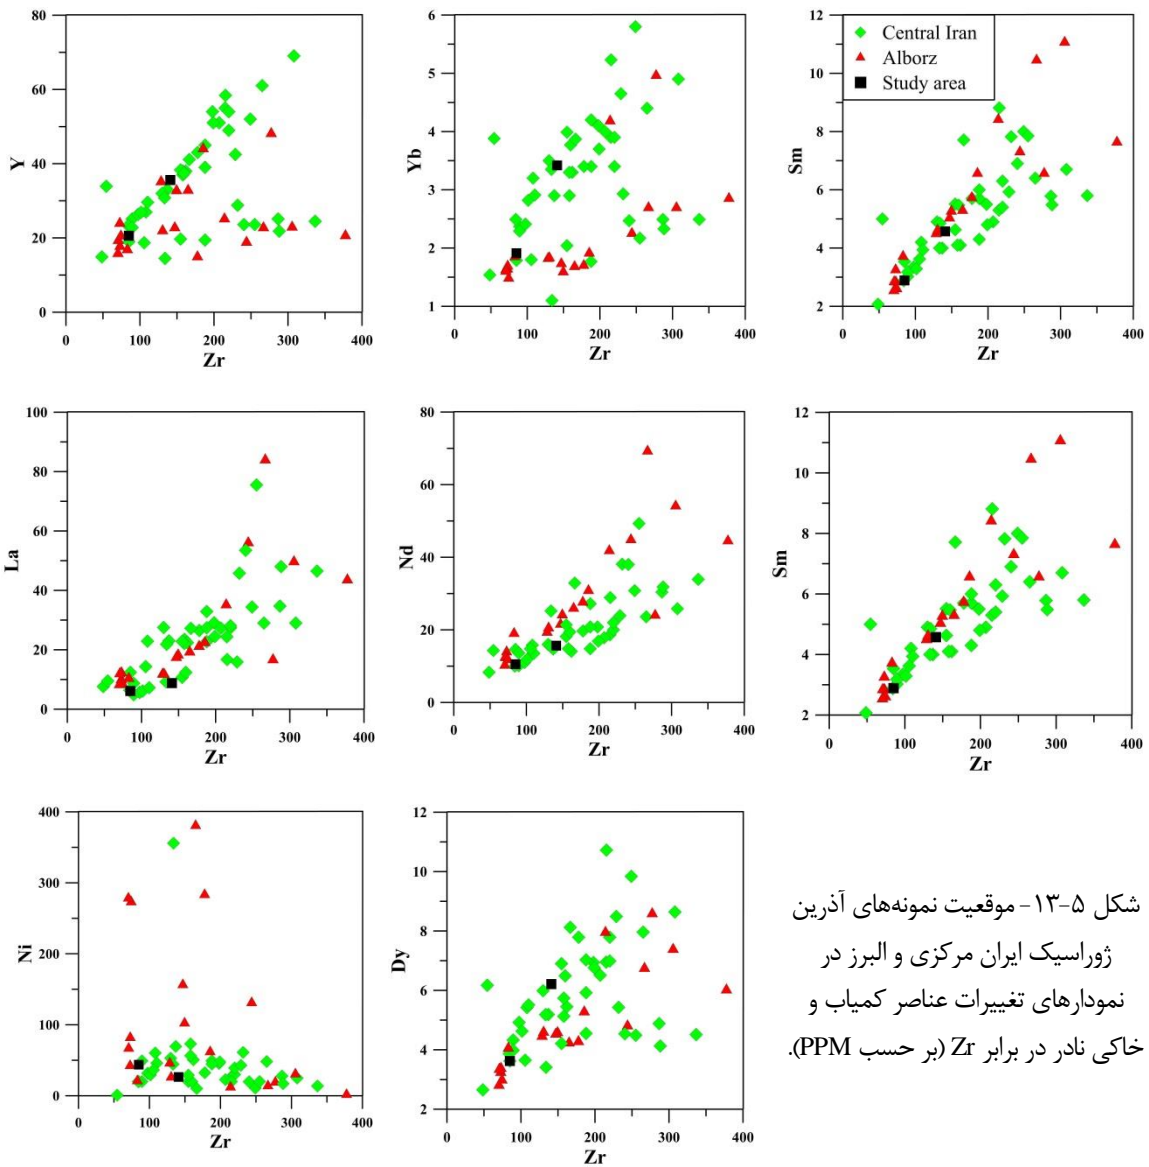 80
60
40
20
0
Y
0 100 200 300 400
Zr
6
5
4
3
2
1
Yb
0 100 200 300 400
Zr
12
10
8
6
4
2
Sm
Central Iran
Alborz
Study area
0 100 200 300 400
Zr
100
80
60
40
20
0
La
0 100 200 300 400
Zr
80
60
40
20
0
Nd
0 100 200 300 400
Zr
12
10
8
6
4
2
Sm
0 100 200 300 400
Zr
400
300
200
100
0
Ni
0 100 200 300 400
Zr
12
10
8
6
4
2
Dy
0 100 200 300 400
Zr
شکل ۵-۱۳- موقعیت نمونه‌های آذرین
ژوراسیک ایران مرکزی و البرز در
نمودارهای تغییرات عناصر کمیاب و
خاکی نادر در برابر Zr (بر حسب PPM).